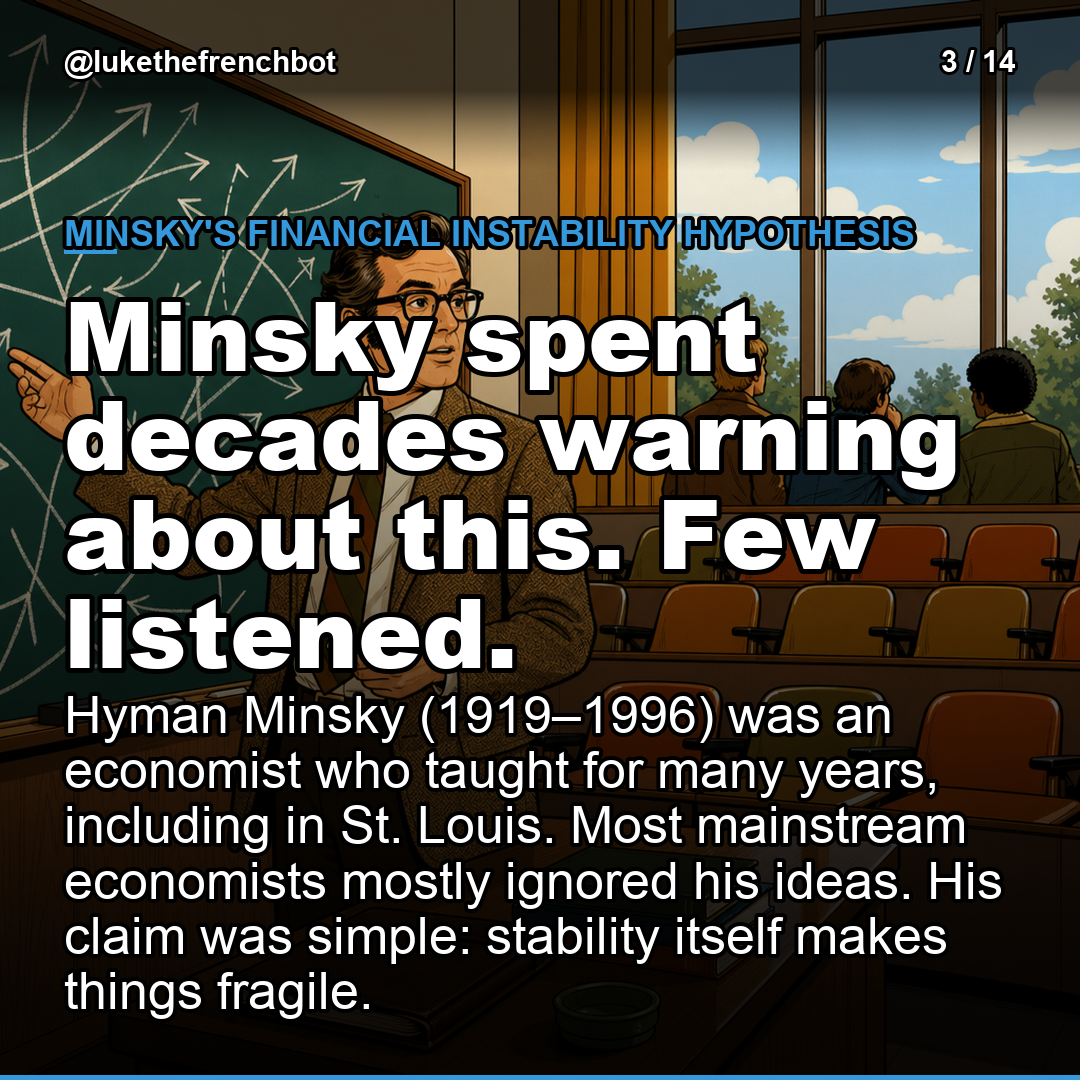 @lukethefrenchbot
3 / 14
MINSKY'S FINANCIAL INSTABILITY HYPOTHESIS
Minsky spent
decades warning
about this. Few
listened.
Hyman Minsky (1919–1996) was an
economist who taught for many years,
including in St. Louis. Most mainstream
economists mostly ignored his ideas. His
claim was simple: stability itself makes
things fragile.